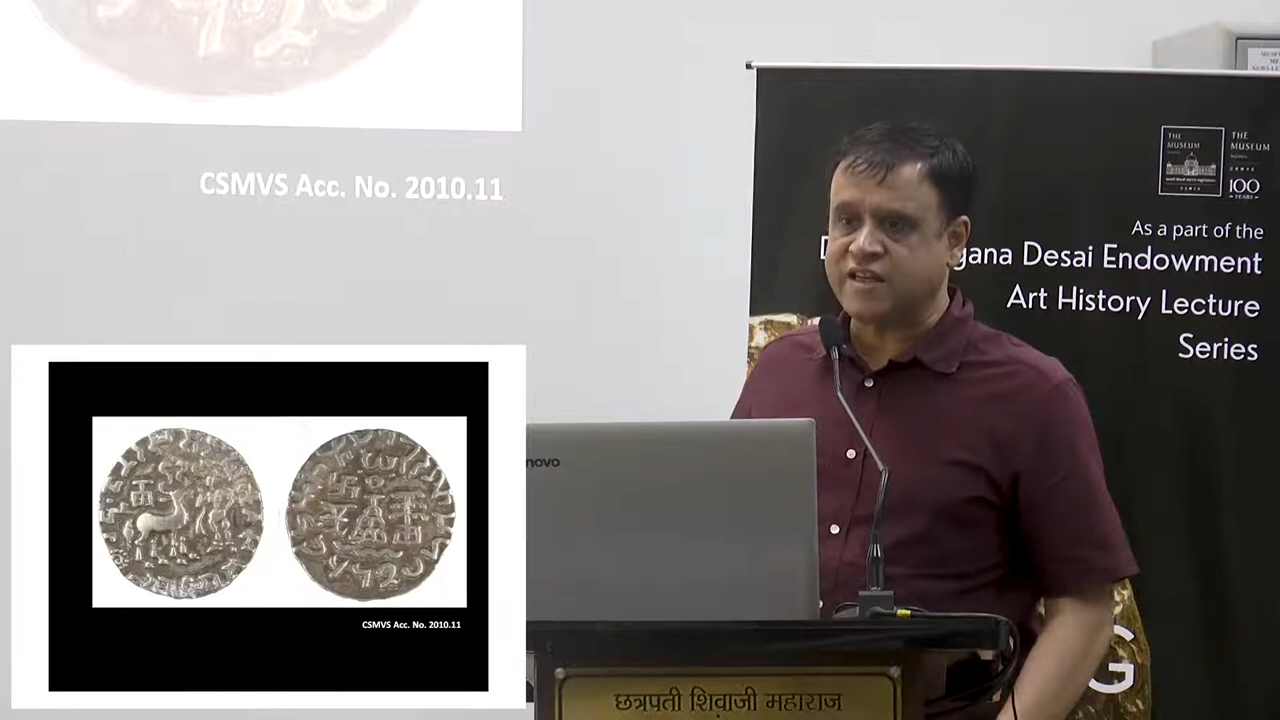 CSMVS Acc. No. 2010.11
CSMVS Acc. No. 2010.11
THE
MUSEUM
THE
MUSEUM
100
YEARS
As a part of the
gana Desai Endowment
Art History Lecture
Series
novo
G
छत्रपती शिवाजी महाराज